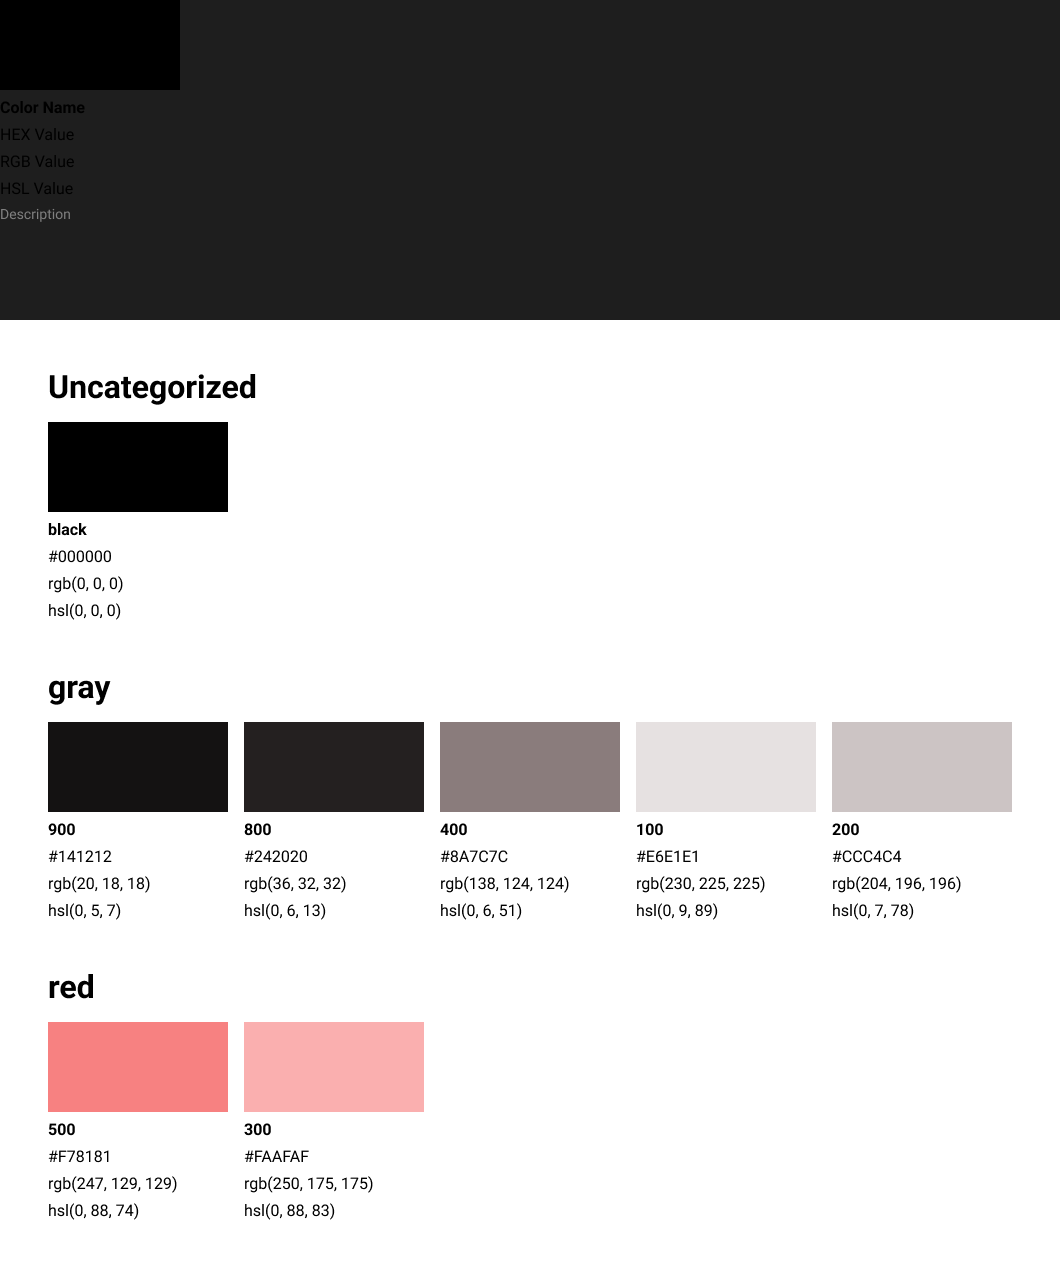 Color Name
HEX Value
RGB Value
HSL Value
Description
Uncategorized
black
#000000
rgb(0, 0, 0)
hsl(0, 0, 0)
gray
900 800 400 100 200
#141212 #242020 #8A7C7C #E6E1E1 #CCC4C4
rgb(20, 18, 18) rgb(36, 32, 32) rgb(138, 124, 124) rgb(230, 225, 225) rgb(204, 196, 196)
hsl(0, 5, 7) hsl(0, 6, 13) hsl(0, 6, 51) hsl(0, 9, 89) hsl(0, 7, 78)
red
500 300
#F78181 #FAAFAF
rgb(247, 129, 129) rgb(250, 175, 175)
hsl(0, 88, 74) hsl(0, 88, 83)